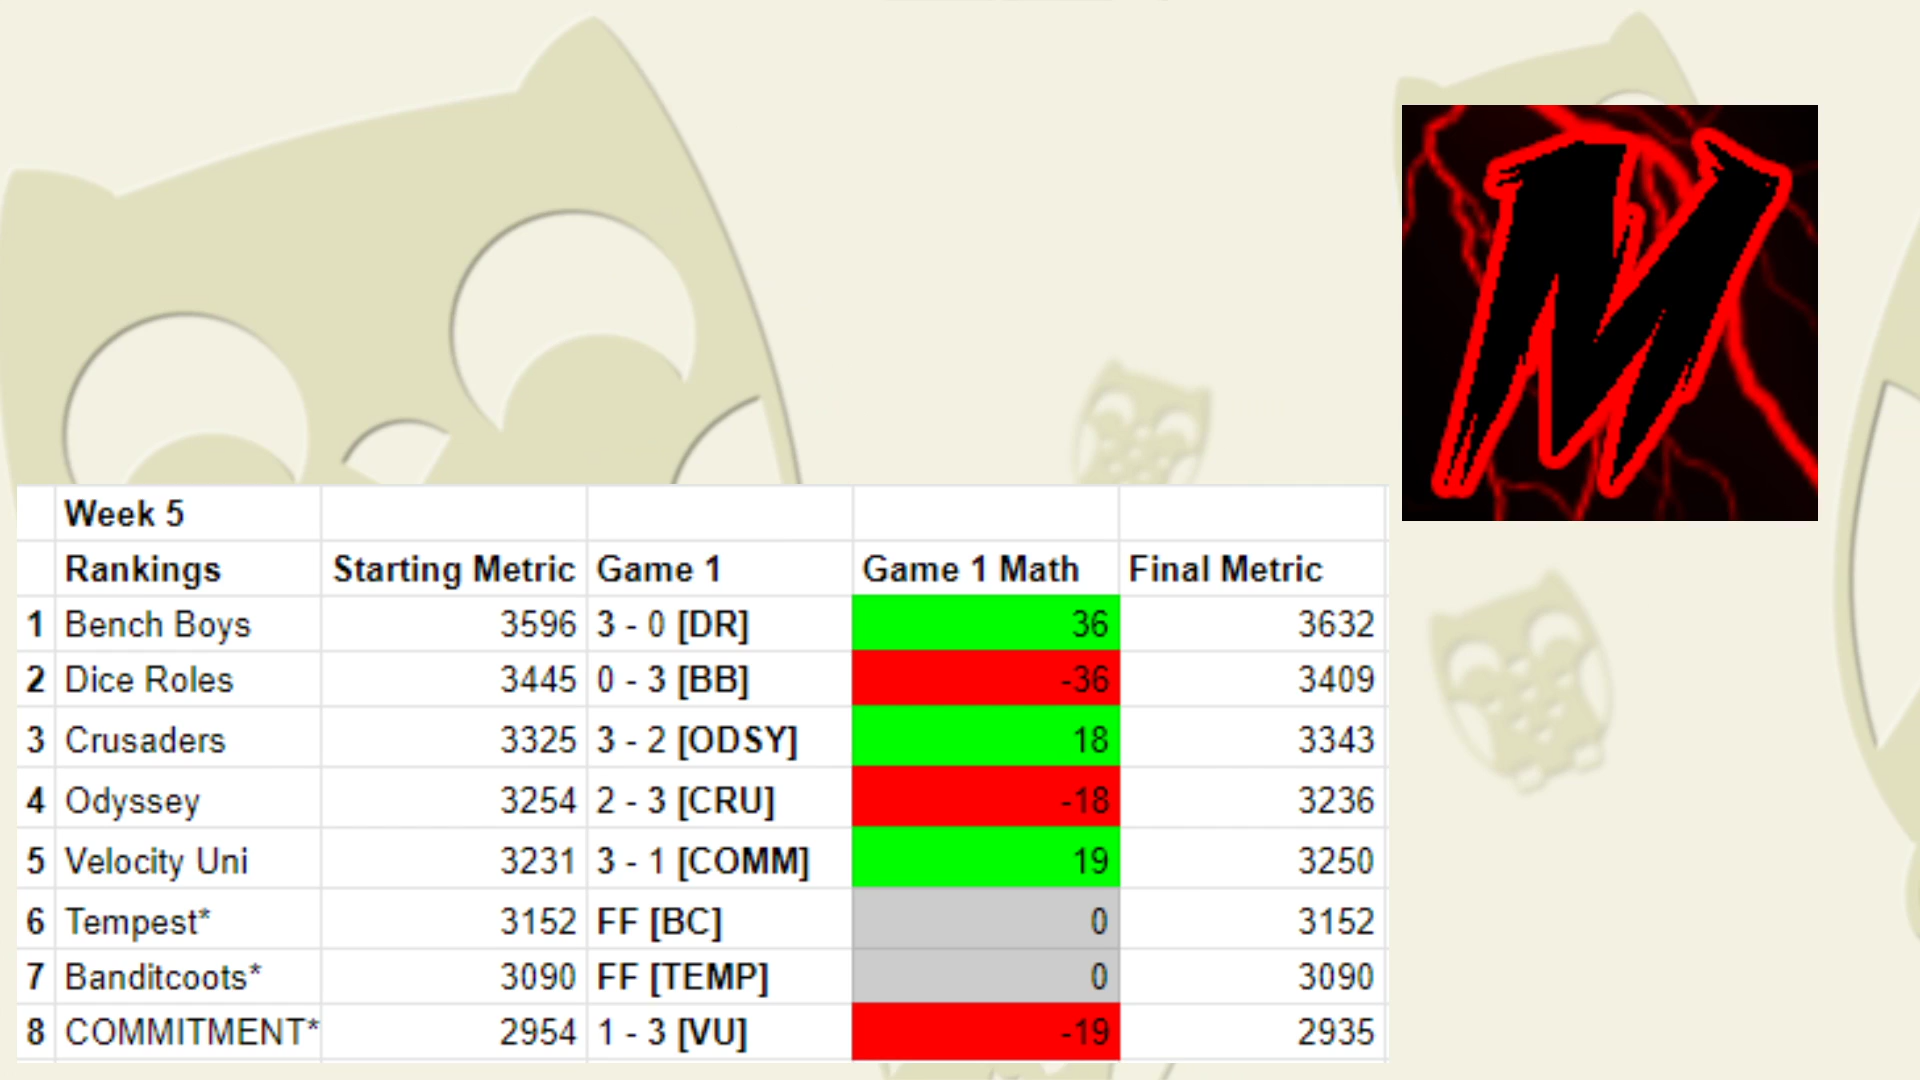 Week 5
Rankings Starting Metric Game 1 Game 1 Math Final Metric
1 Bench Boys 3596 3 - 0 [DR] 36 3632
2 Dice Roles 3445 0 - 3 [BB] -36 3409
3 Crusaders 3325 3 - 2 [ODSY] 18 3343
4 Odyssey 3254 2 - 3 [CRU] -18 3236
5 Velocity Uni 3231 3 - 1 [COMM] 19 3250
6 Tempest* 3152 FF [BC] 0 3152
7 Banditcoots* 3090 FF [TEMP] 0 3090
8 COMMITMENT* 2954 1 - 3 [VU] -19 2935
M